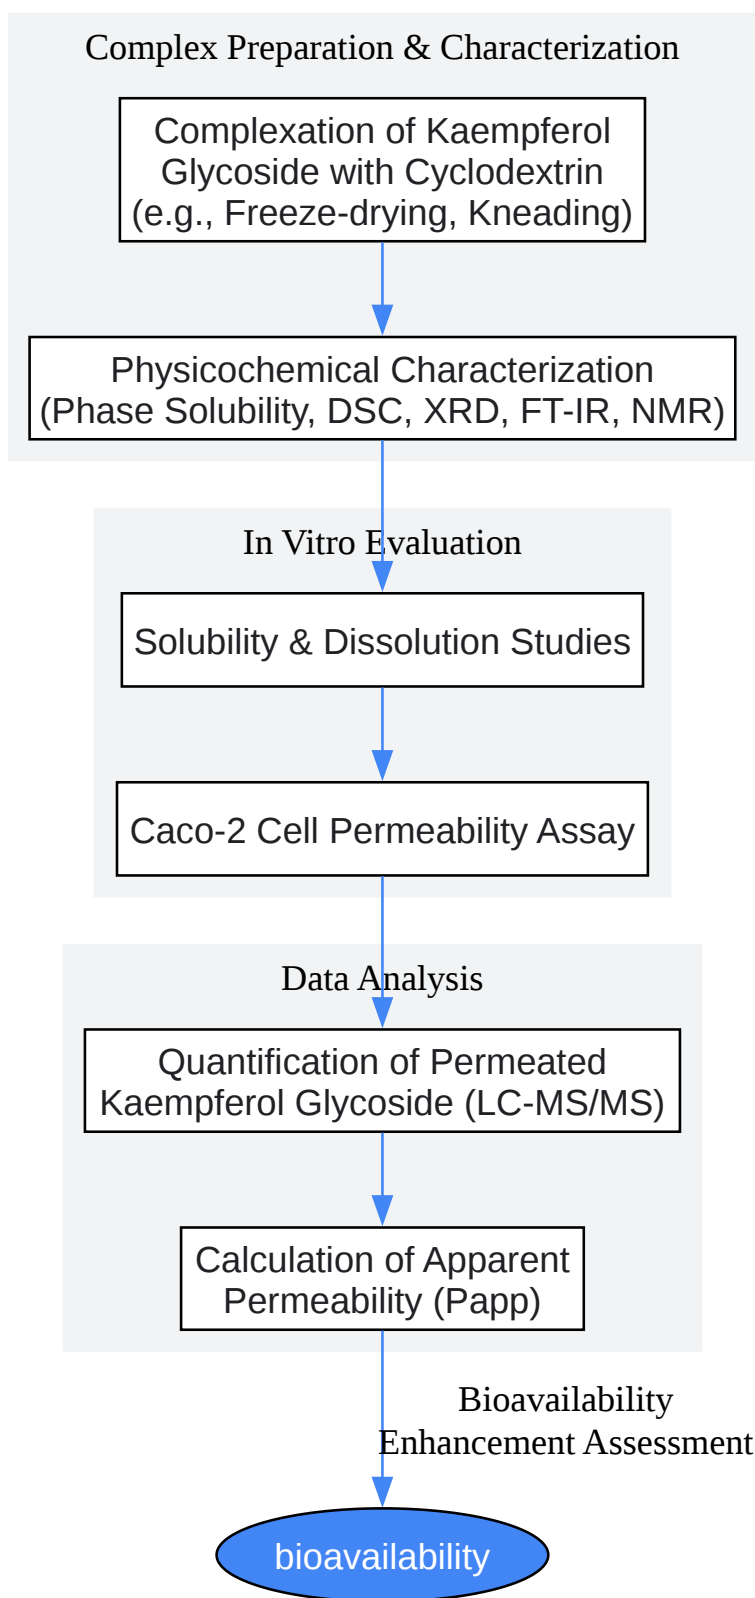 Complex Preparation & Characterization
Complexation of Kaempferol
Glycoside with Cyclodextrin
(e.g., Freeze-drying, Kneading)
Physicochemical Characterization
(Phase Solubility, DSC, XRD, FT-IR, NMR)
In Vitro Evaluation
Solubility & Dissolution Studies
Caco-2 Cell Permeability Assay
Data Analysis
Quantification of Permeated
Kaempferol Glycoside (LC-MS/MS)
Calculation of Apparent
Permeability (Papp)
Bioavailability
Enhancement Assessment
bioavailability